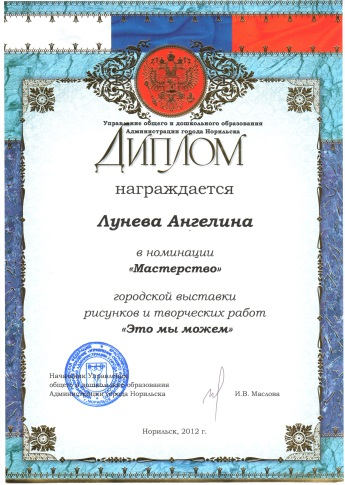 Управление общего и дошкольного образования
Администрации города Норильска
ДИПЛОМ
награждается
Лунева Ангелина
в номинации
«Мастерство»
городской выставки
рисунков и творческих работ
«Это мы можем»
Начальник Управления
общего и дошкольного образования
Администрации города Норильска И.В. Маслова
Норильск, 2012 г.